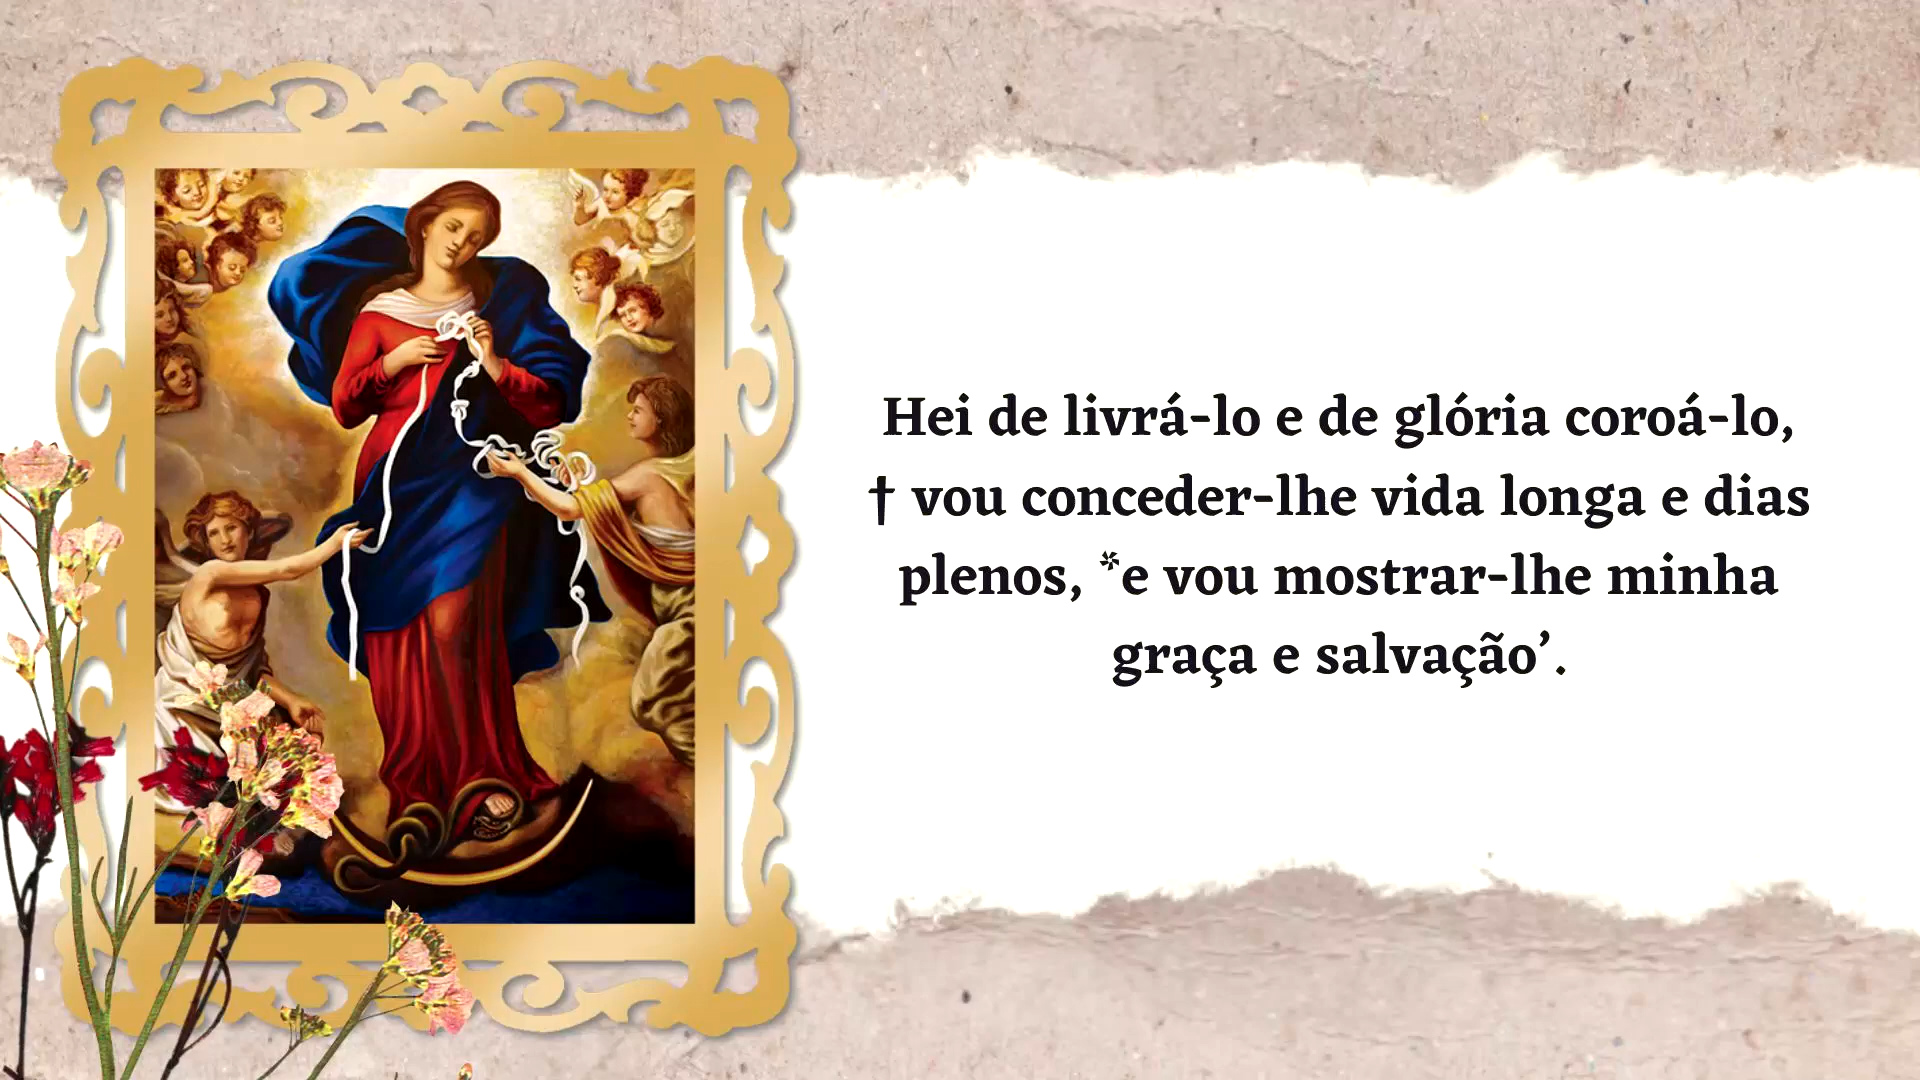 Hei de livrá-lo e de glória coroá-lo,
† vou conceder-lhe vida longa e dias
plenos, *e vou mostrar-lhe minha
graça e salvação’.